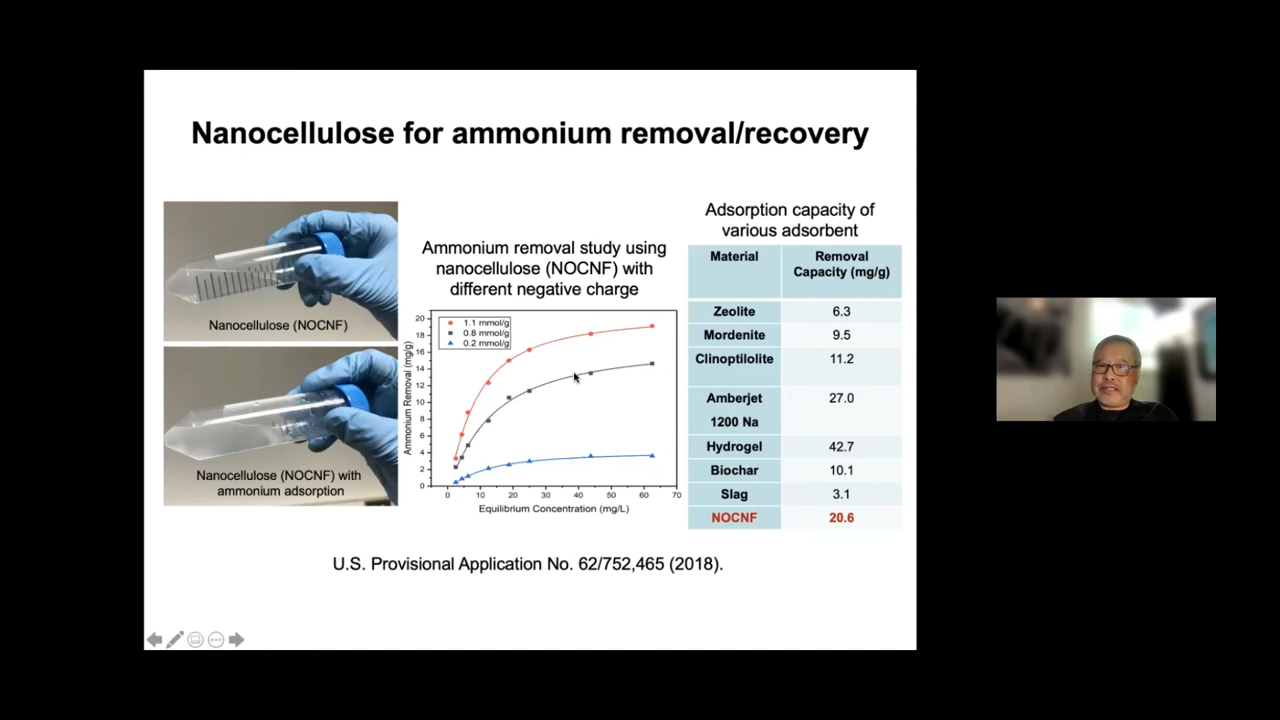 Nanocellulose for ammonium removal/recovery
Nanocellulose (NOCNF)
Nanocellulose (NOCNF) with
ammonium adsorption
Ammonium removal study using
nanocellulose (NOCNF) with
different negative charge
1.1 mmol/g
0.8 mmol/g
0.2 mmol/g
Ammonium Removal (mg/g)
20
18
16
14
12
10
8
6
4
2
0
0 10 20 30 40 50 60 70
Equilibrium Concentration (mg/L)
Adsorption capacity of
various adsorbent
Material Removal
Capacity (mg/g)
Zeolite 6.3
Mordenite 9.5
Clinoptilolite 11.2
Amberjet 27.0
1200 Na
Hydrogel 42.7
Biochar 10.1
Slag 3.1
NOCNF 20.6
U.S. Provisional Application No. 62/752,465 (2018).